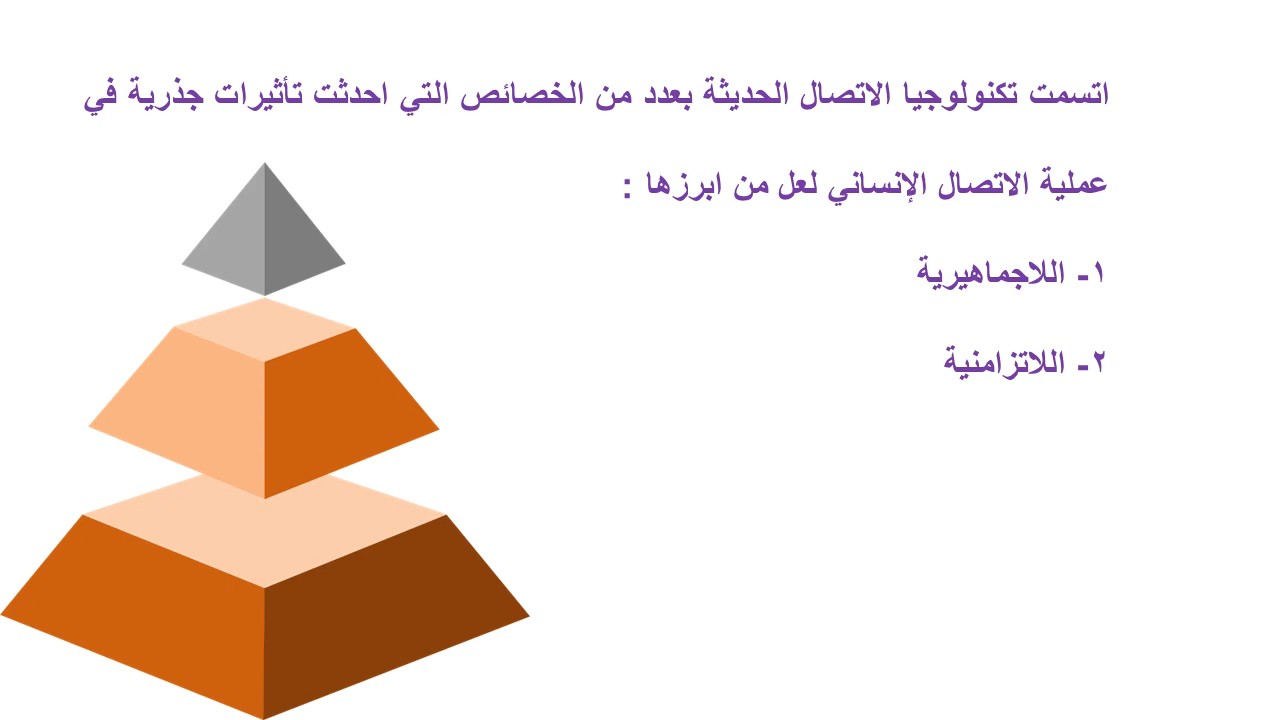 اتسمت تكنولوجيا الاتصال الحديثة بعدد من الخصائص التي احدثت تأثيرات جذرية في
عملية الاتصال الإنساني لعل من ابرزها :
١- اللاجماهيرية
٢- اللاتزامنية